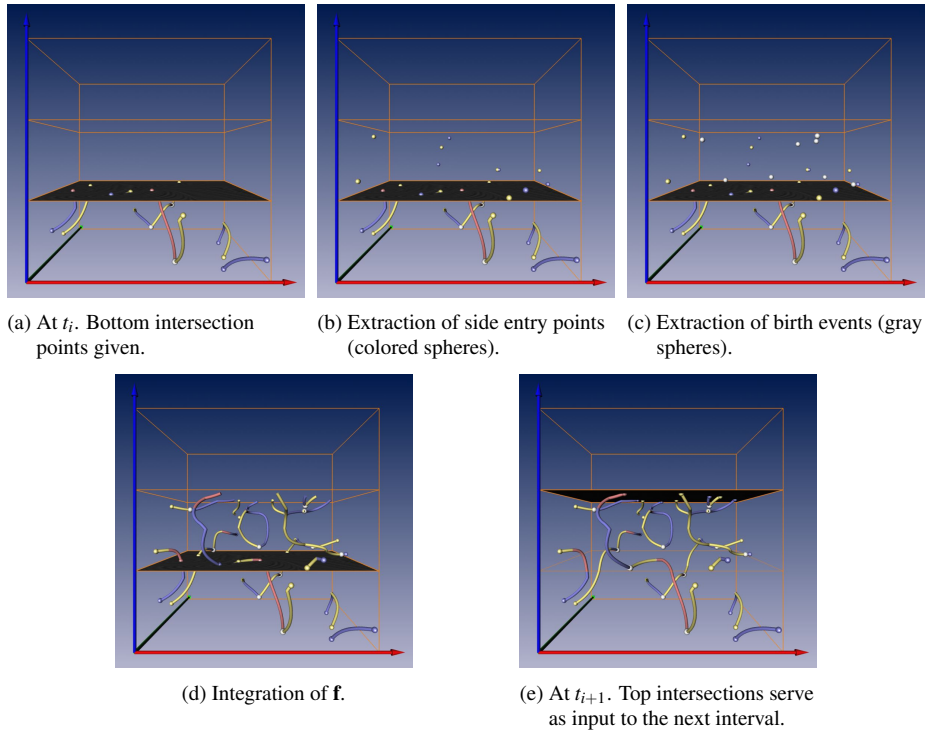 (a) At tᵢ. Bottom intersection
points given.
(b) Extraction of side entry points
(colored spheres).
(c) Extraction of birth events (gray
spheres).
(d) Integration of f.
(e) At tᵢ₊₁. Top intersections serve
as input to the next interval.